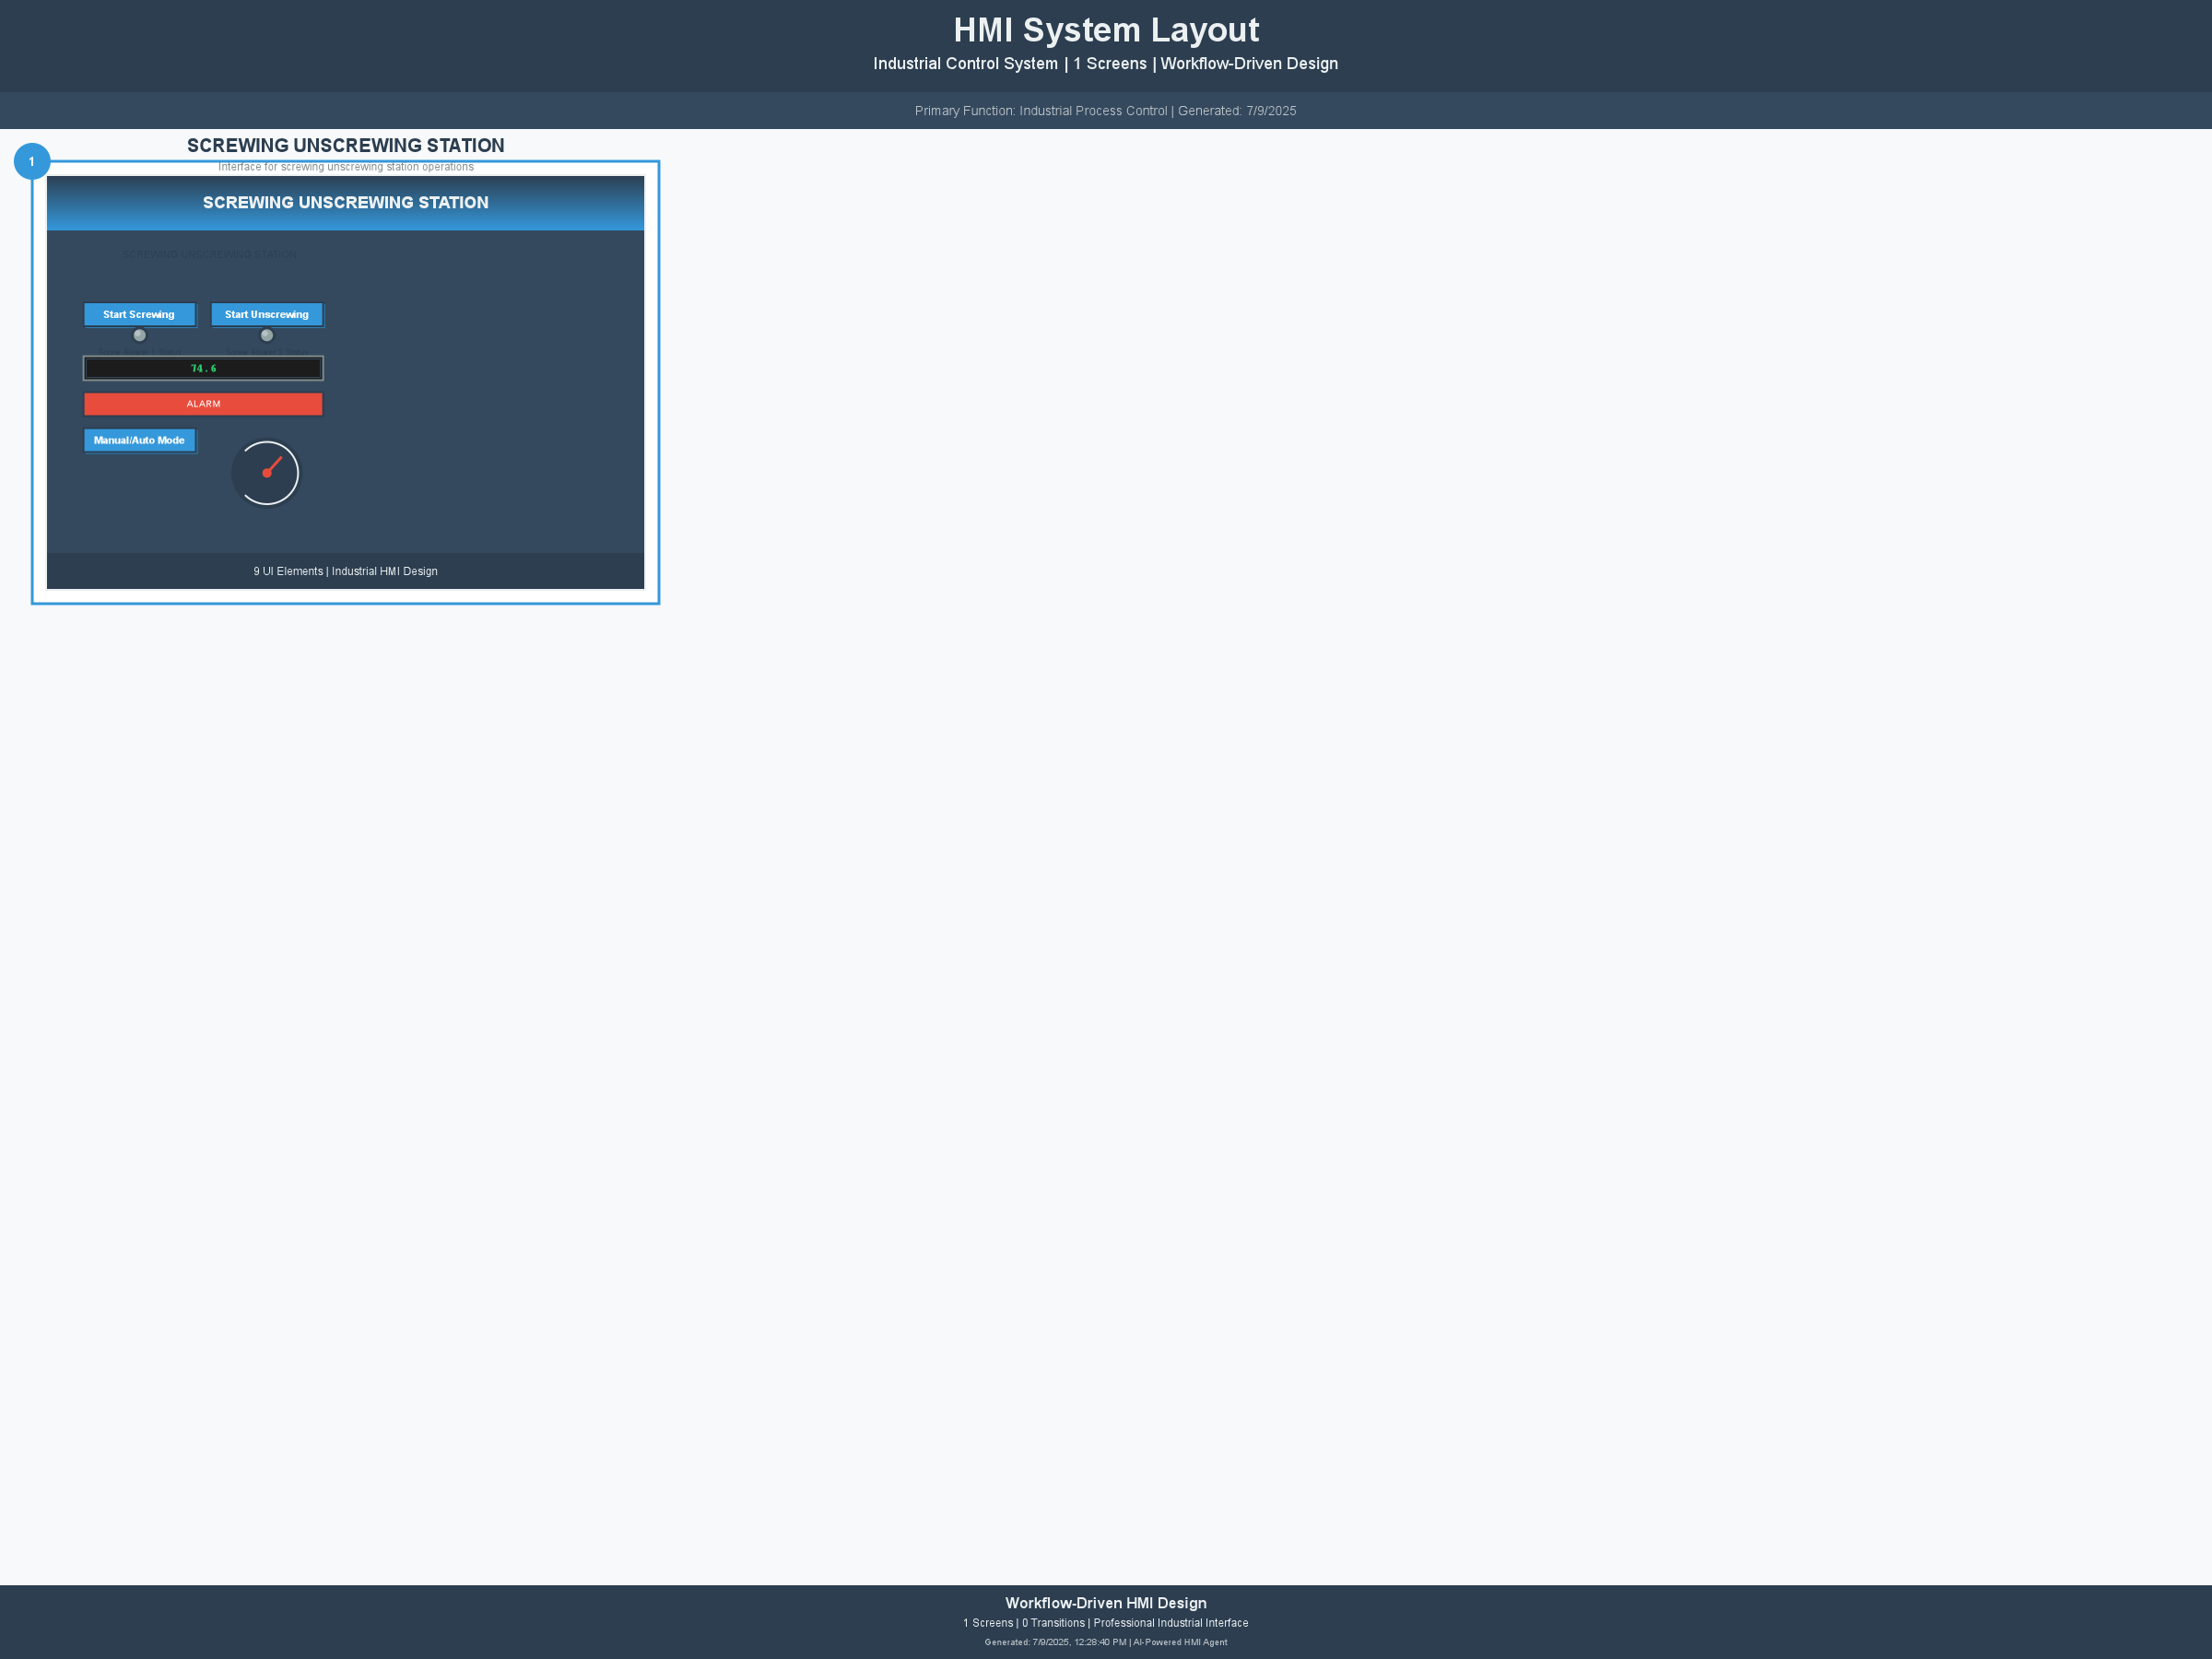 HMI System Layout
Industrial Control System | 1 Screens | Workflow-Driven Design
Primary Function: Industrial Process Control | Generated: 7/9/2025
SCREWING UNSCREWING STATION
1
Interface for screwing unscrewing station operations
SCREWING UNSCREWING STATION
SCREWING UNSCREWING STATION
Start Screwing
Start Unscrewing
74.6
ALARM
Manual/Auto Mode
9 UI Elements | Industrial HMI Design
Workflow-Driven HMI Design
1 Screens | 0 Transitions | Professional Industrial Interface
Generated: 7/9/2025, 12:28:40 PM | AI-Powered HMI Agent